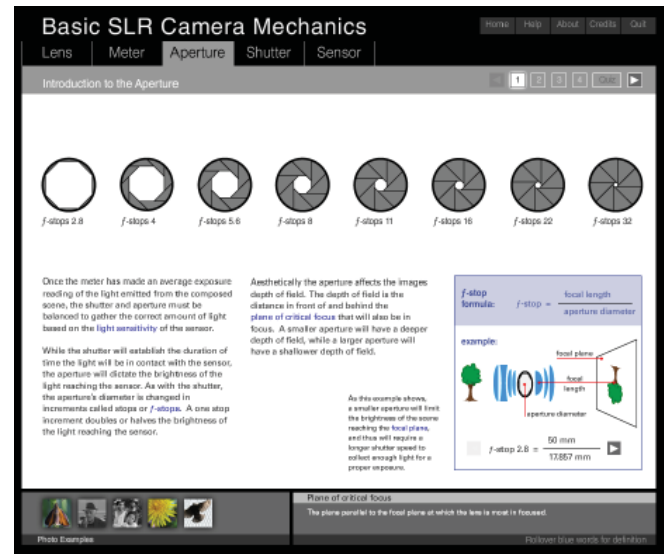 Basic SLR Camera Mechanics
Home Help About Credits Quit
Lens Meter Aperture Shutter Sensor
Introduction to the Aperture
1 2 3 4 Quiz
f-stops 2.8 f-stops 4 f-stops 5.6 f-stops 8 f-stops 11 f-stops 16 f-stops 22 f-stops 32
Once the meter has made an average exposure
reading of the light emitted from the composed
scene, the shutter and aperture must be
balanced to gather the correct amount of light
based on the light sensitivity of the sensor.
While the shutter will establish the duration of
time the light will be in contact with the sensor,
the aperture will dictate the brightness of the
light reaching the sensor. As with the shutter,
the aperture's diameter is changed in
increments called stops or f-stops. A one stop
increment doubles or halves the brightness of
the light reaching the sensor.
Aesthetically the aperture affects the images
depth of field. The depth of field is the
distance in front of and behind the
plane of critical focus that will also be in
focus. A smaller aperture will have a deeper
depth of field, while a larger aperture will
have a shallower depth of field.
As this example shows,
a smaller aperture will limit
the brightness of the scene
reaching the focal plane,
and thus will require a
longer shutter speed to
collect enough light for a
proper exposure.
f-stop
formula:
f-stop = focal length
aperture diameter
example:
focal plane
focal
length
aperture diameter
f-stop 2.8 = 50 mm
17.857 mm
Photo Examples
Plane of critical focus
The plane parallel to the focal plane at which the lens is most in focused.
Rollover blue words for definition